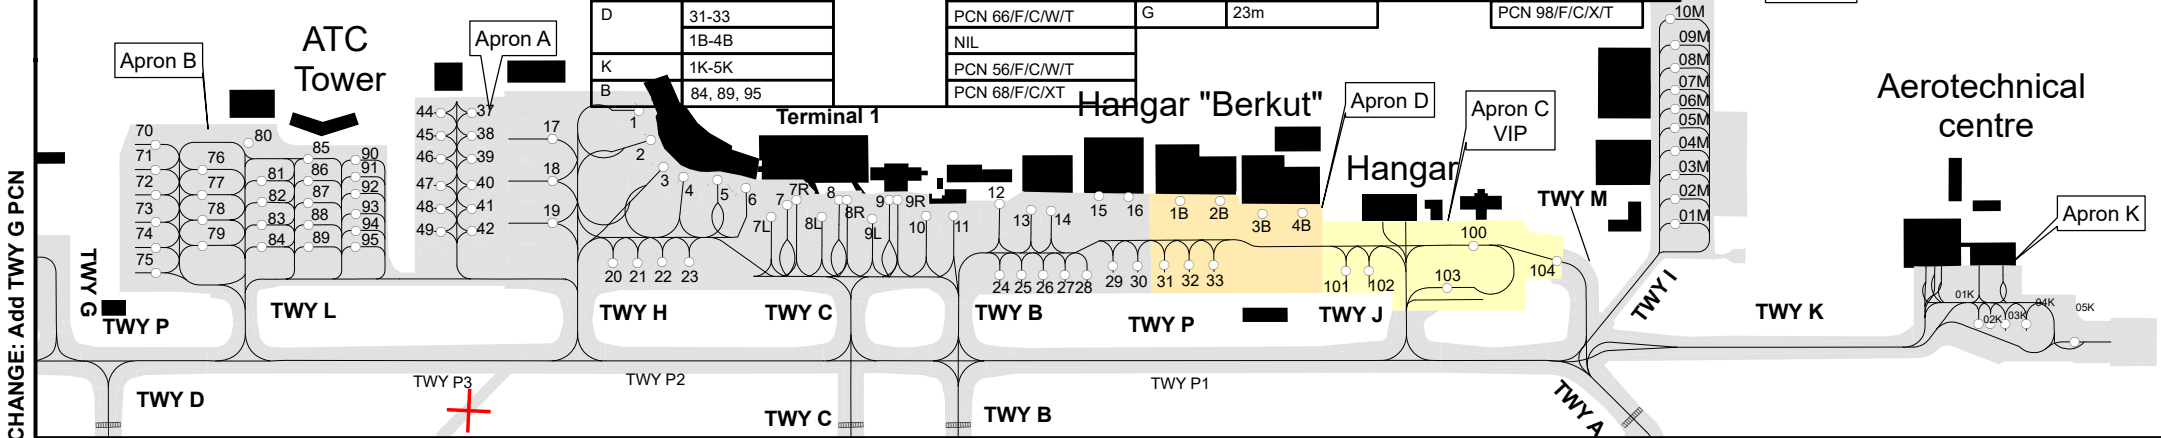 D 31-33 PCN 66/F/C/W/T G 23m PCN 98/F/C/X/T
1B-4B NIL
K 1K-5K PCN 56/F/C/W/T
B 84, 89, 95 PCN 68/F/C/XT
CHANGE: Add TWY G PCN
Apron B
ATC
Tower
Apron A
Terminal 1
Hangar "Berkut"
Apron D
Apron C
VIP
Hangar
TWY M
Aerotechnical
centre
Apron K
70
71
72
73
74
75
76
77
78
79
80
81
82
83
84
85
86
87
88
89
90
91
92
93
94
95
44
45
46
47
48
49
37
38
39
40
41
42
17
18
19
1
2
3
4
5
6
7L
7
7R
8L
8
8R
9L
9
9R
10
11
12
13
14
15
16
1B
2B
3B
4B
20
21
22
23
24
25
26
27
28
29
30
31
32
33
100
101
102
103
104
10M
09M
08M
07M
06M
05M
04M
03M
02M
01M
01K
02K
03K
04K
05K
TWY G
TWY P
TWY L
TWY H
TWY C
TWY B
TWY P
TWY J
TWY I
TWY K
TWY D
TWY P3
TWY P2
TWY C
TWY B
TWY P1
TWY A